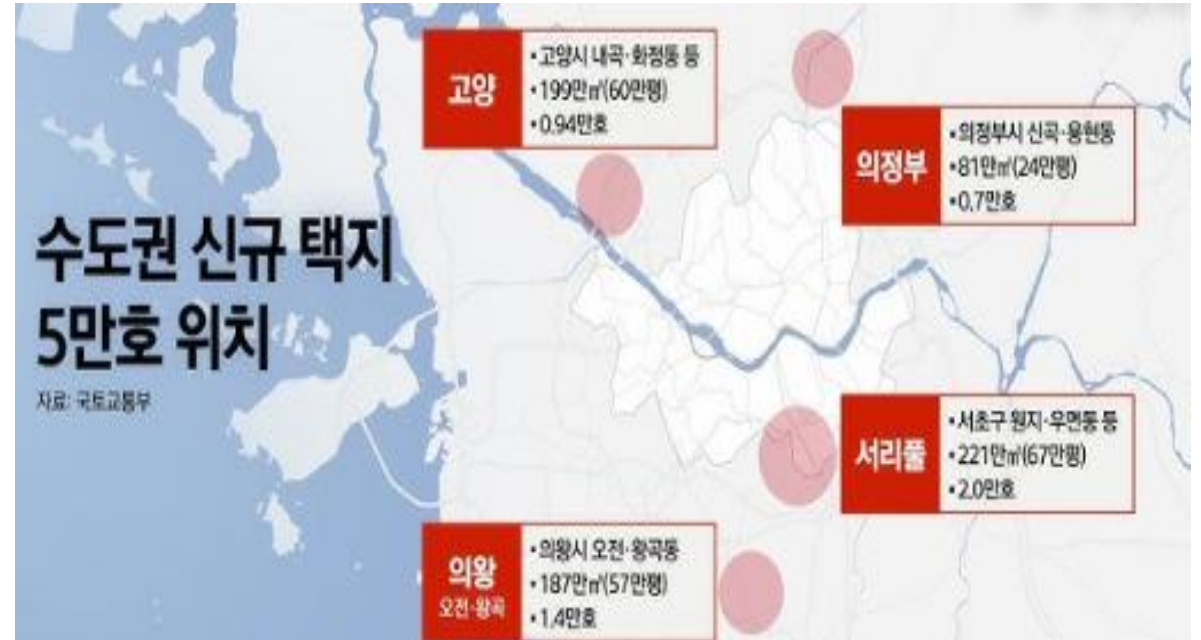 수도권 신규 택지
5만호 위치
자료: 국토교통부
고양
•고양시 내곡·화정동 등
•199만㎡(60만평)
•0.94만호
의정부
•의정부시 신곡·용현동
•81만㎡(24만평)
•0.7만호
서리풀
•서초구 원지·우면동 등
•221만㎡(67만평)
•2.0만호
의왕
오전·왕곡
•의왕시 오전·왕곡동
•187만㎡(57만평)
•1.4만호